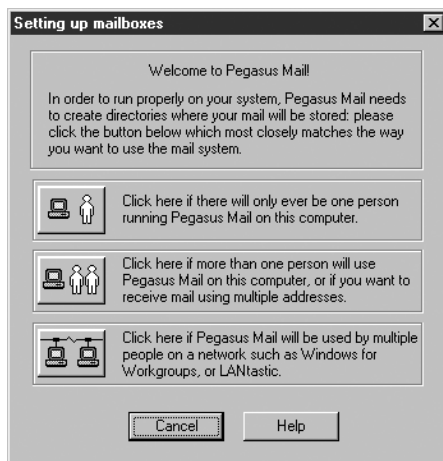 Setting up mailboxes
Welcome to Pegasus Mail!
In order to run properly on your system, Pegasus Mail needs
to create directories where your mail will be stored: please
click the button below which most closely matches the way
you want to use the mail system.
Click here if there will only ever be one person
running Pegasus Mail on this computer.
Click here if more than one person will use
Pegasus Mail on this computer, or if you want to
receive mail using multiple addresses.
Click here if Pegasus Mail will be used by multiple
people on a network such as Windows for
Workgroups, or LANtastic.
Cancel
Help